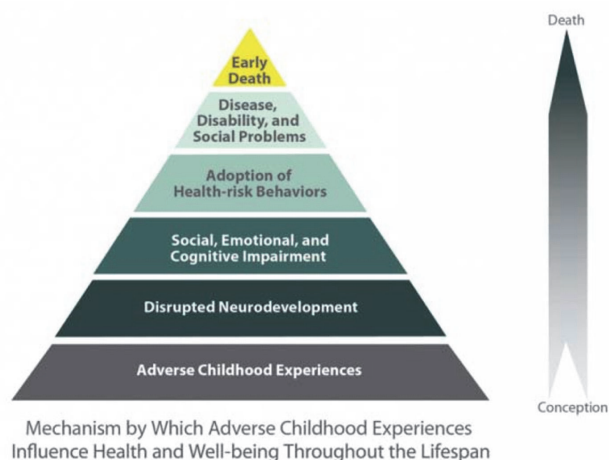 Death
Early
Death
Disease,
Disability, and
Social Problems
Adoption of
Health-risk Behaviors
Social, Emotional, and
Cognitive Impairment
Disrupted Neurodevelopment
Adverse Childhood Experiences
Conception
Mechanism by Which Adverse Childhood Experiences
Influence Health and Well-being Throughout the Lifespan